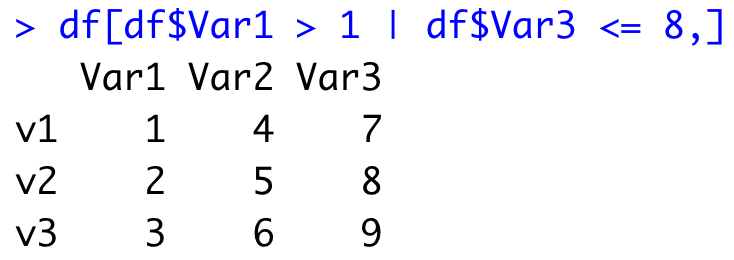 > df[df$Var1 > 1 | df$Var3 <= 8,]
Var1 Var2 Var3
v1 1 4 7
v2 2 5 8
v3 3 6 9